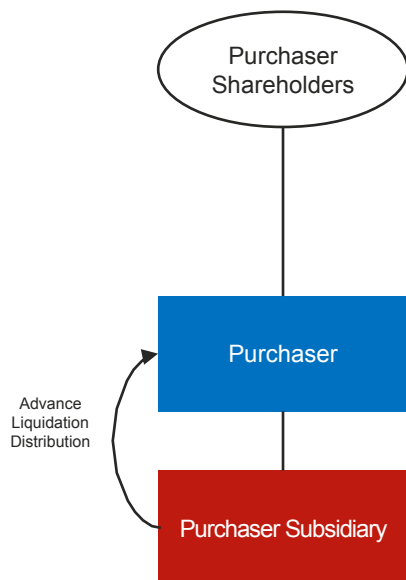 Purchaser
Shareholders
Purchaser
Advance
Liquidation
Distribution
Purchaser Subsidiary